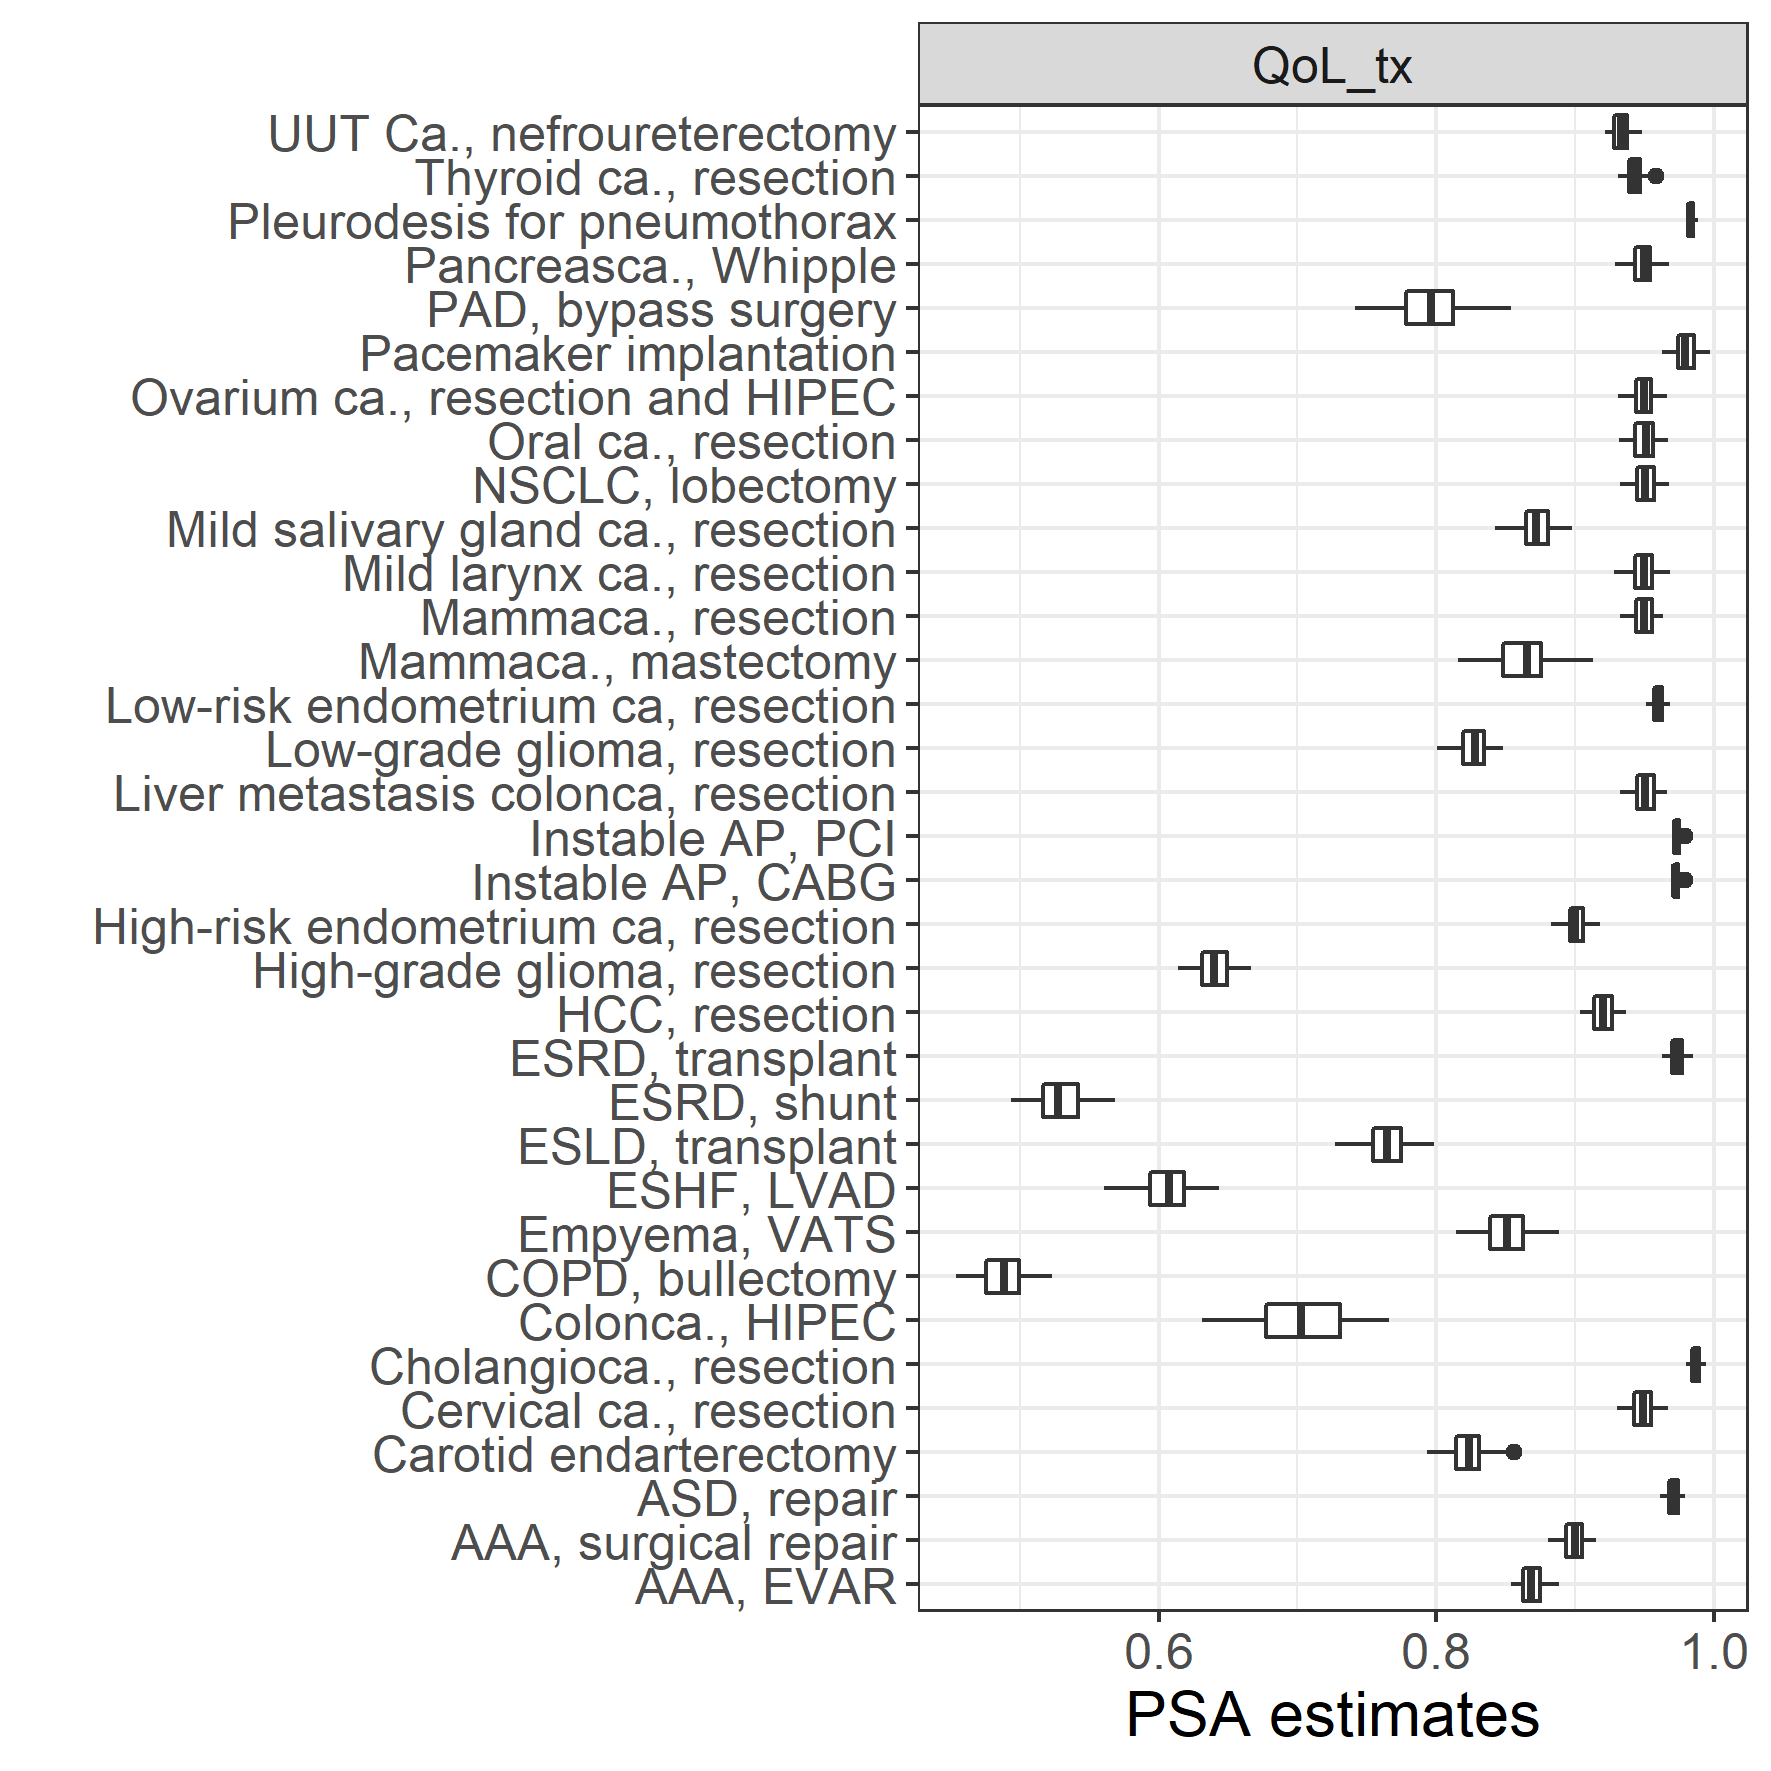 QoL_tx
UUT Ca., nefroureterectomy
Thyroid ca., resection
Pleurodesis for pneumothorax
Pancreasca., Whipple
PAD, bypass surgery
Pacemaker implantation
Ovarium ca., resection and HIPEC
Oral ca., resection
NSCLC, lobectomy
Mild salivary gland ca., resection
Mild larynx ca., resection
Mammaca., resection
Mammaca., mastectomy
Low-risk endometrium ca, resection
Low-grade glioma, resection
Liver metastasis colonca, resection
Instable AP, PCI
Instable AP, CABG
High-risk endometrium ca, resection
High-grade glioma, resection
HCC, resection
ESRD, transplant
ESRD, shunt
ESLD, transplant
ESHF, LVAD
Empyema, VATS
COPD, bullectomy
Colonca., HIPEC
Cholangioca., resection
Cervical ca., resection
Carotid endarterectomy
ASD, repair
AAA, surgical repair
AAA, EVAR
0.6 0.8 1.0
PSA estimates